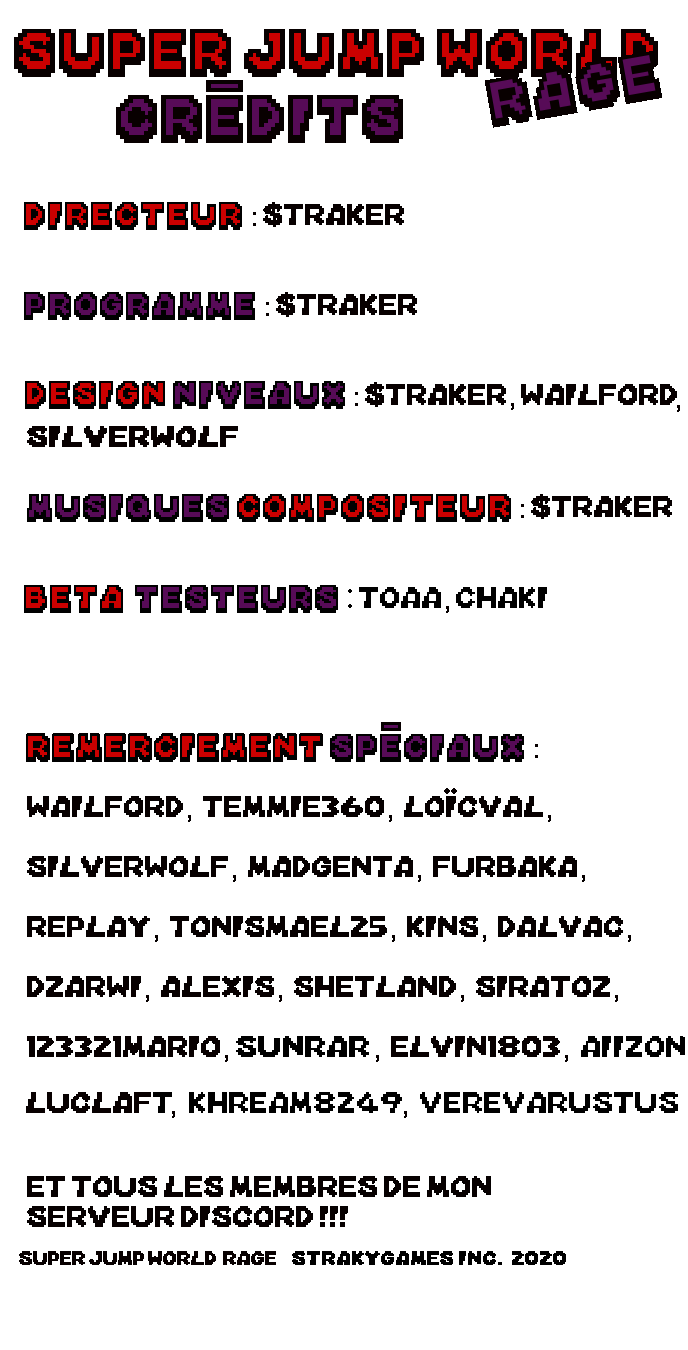 SUPER JUMP WORLD
RAGE
CRĒDITS
DIRECTEUR : $TRAKER
PROGRAMME : $TRAKER
DESIGN NIVEAUX : $TRAKER, WAILFORD,
SILVERWOLF
MUSIQUES COMPOSITEUR : $TRAKER
BETA TESTEURS : TOAA, CHAKI
REMERCIEMENT SPĒCIAUX :
WAILFORD, TEMMIE360, LOÏCVAL,
SILVERWOLF, MADGENTA, FURBAKA,
REPLAY, TONISMAEL25, KINS, DALVAC,
DZARWI, ALEXIS, SHETLAND, SIRATOZ,
123321MARIO, SUNRAR, ELVIN1803, AIIZON
LUCLAFT, KHREAM8249, VEREVARUSTUS
ET TOUS LES MEMBRES DE MON
SERVEUR DISCORD !!!
SUPER JUMP WORLD RAGE STRAKYGAMES INC. 2020